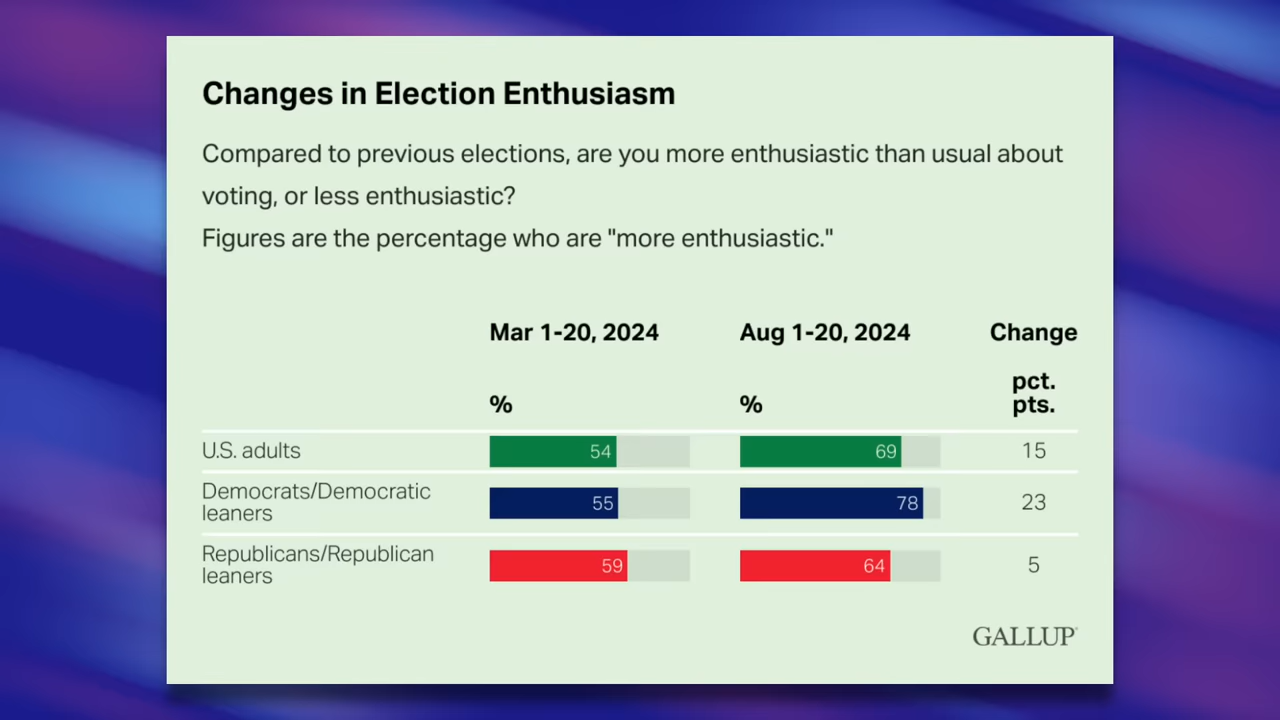 Changes in Election Enthusiasm
Compared to previous elections, are you more enthusiastic than usual about
voting, or less enthusiastic?
Figures are the percentage who are "more enthusiastic."
Mar 1-20, 2024 Aug 1-20, 2024 Change
% % pct.
pts.
U.S. adults 54 69 15
Democrats/Democratic
leaners 55 78 23
Republicans/Republican
leaners 59 64 5
GALLUP